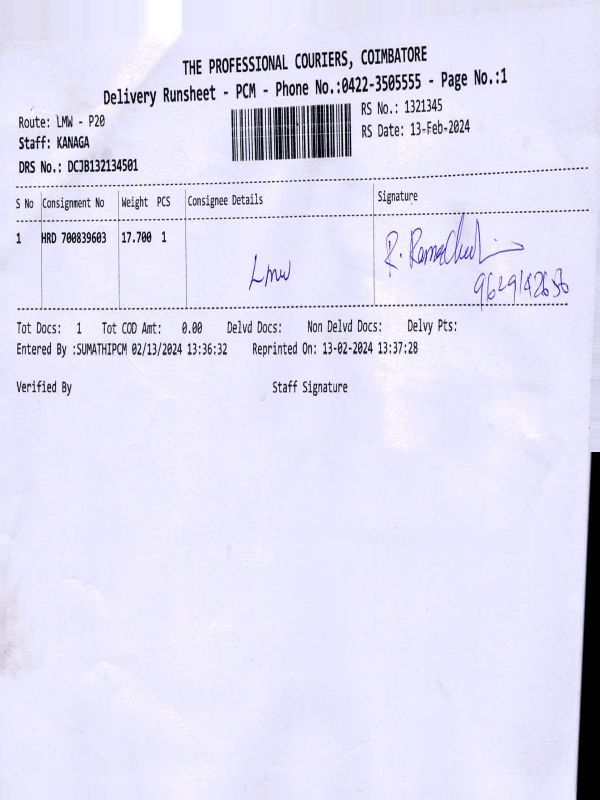 THE PROFESSIONAL COURIERS, COIMBATORE
Delivery Runsheet - PCM - Phone No.:0422-3505555 - Page No.:1
Route: LMW - P20
RS No.: 1321345
Staff: KANAGA
RS Date: 13-Feb-2024
DRS No.: DCJB132134501
S No Consignment No Weight PCS Consignee Details Signature
1 HRD 700839603 17.700 1
Lmw
R.
Tot Docs: 1 Tot COD Amt: 0.00 Delvd Docs: Non Delvd Docs: Delvy Pts:
Entered By :SUMATHIPCM 02/13/2024 13:36:32 Reprinted On: 13-02-2024 13:37:28
Verified By Staff Signature